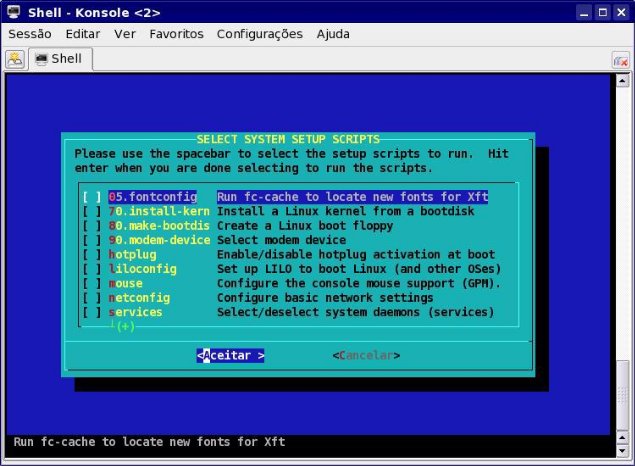 Shell - Konsole <2>
Sessão Editar Ver Favoritos Configurações Ajuda
Shell
SELECT SYSTEM SETUP SCRIPTS
Please use the spacebar to select the setup scripts to run. Hit
enter when you are done selecting to run the scripts.
[ ] 05.fontconfig Run fc-cache to locate new fonts for Xft
[ ] 70.install-kern Install a Linux kernel from a bootdisk
[ ] 80.make-bootdis Create a Linux boot floppy
[ ] 90.modem-device Select modem device
[ ] hotplug Enable/disable hotplug activation at boot
[ ] liloconfig Set up LILO to boot Linux (and other OSes)
[ ] mouse Configure the console mouse support (GPM).
[ ] netconfig Configure basic network settings
[ ] services Select/deselect system daemons (services)
(+)
<Aceitar > <Cancelar>
Run fc-cache to locate new fonts for Xft